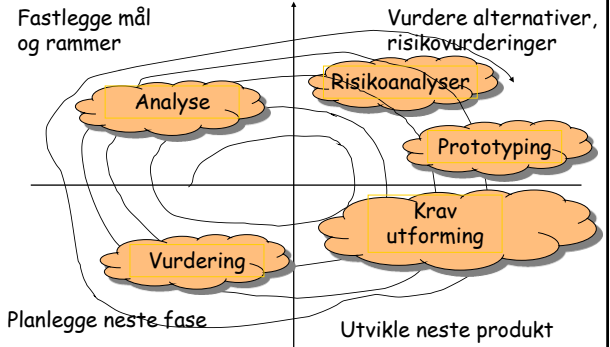 Fastlegge mål
og rammer
Vurdere alternativer,
risikovurderinger
Analyse
Risikoanalyser
Prototyping
Krav
utforming
Vurdering
Planlegge neste fase
Utvikle neste produkt